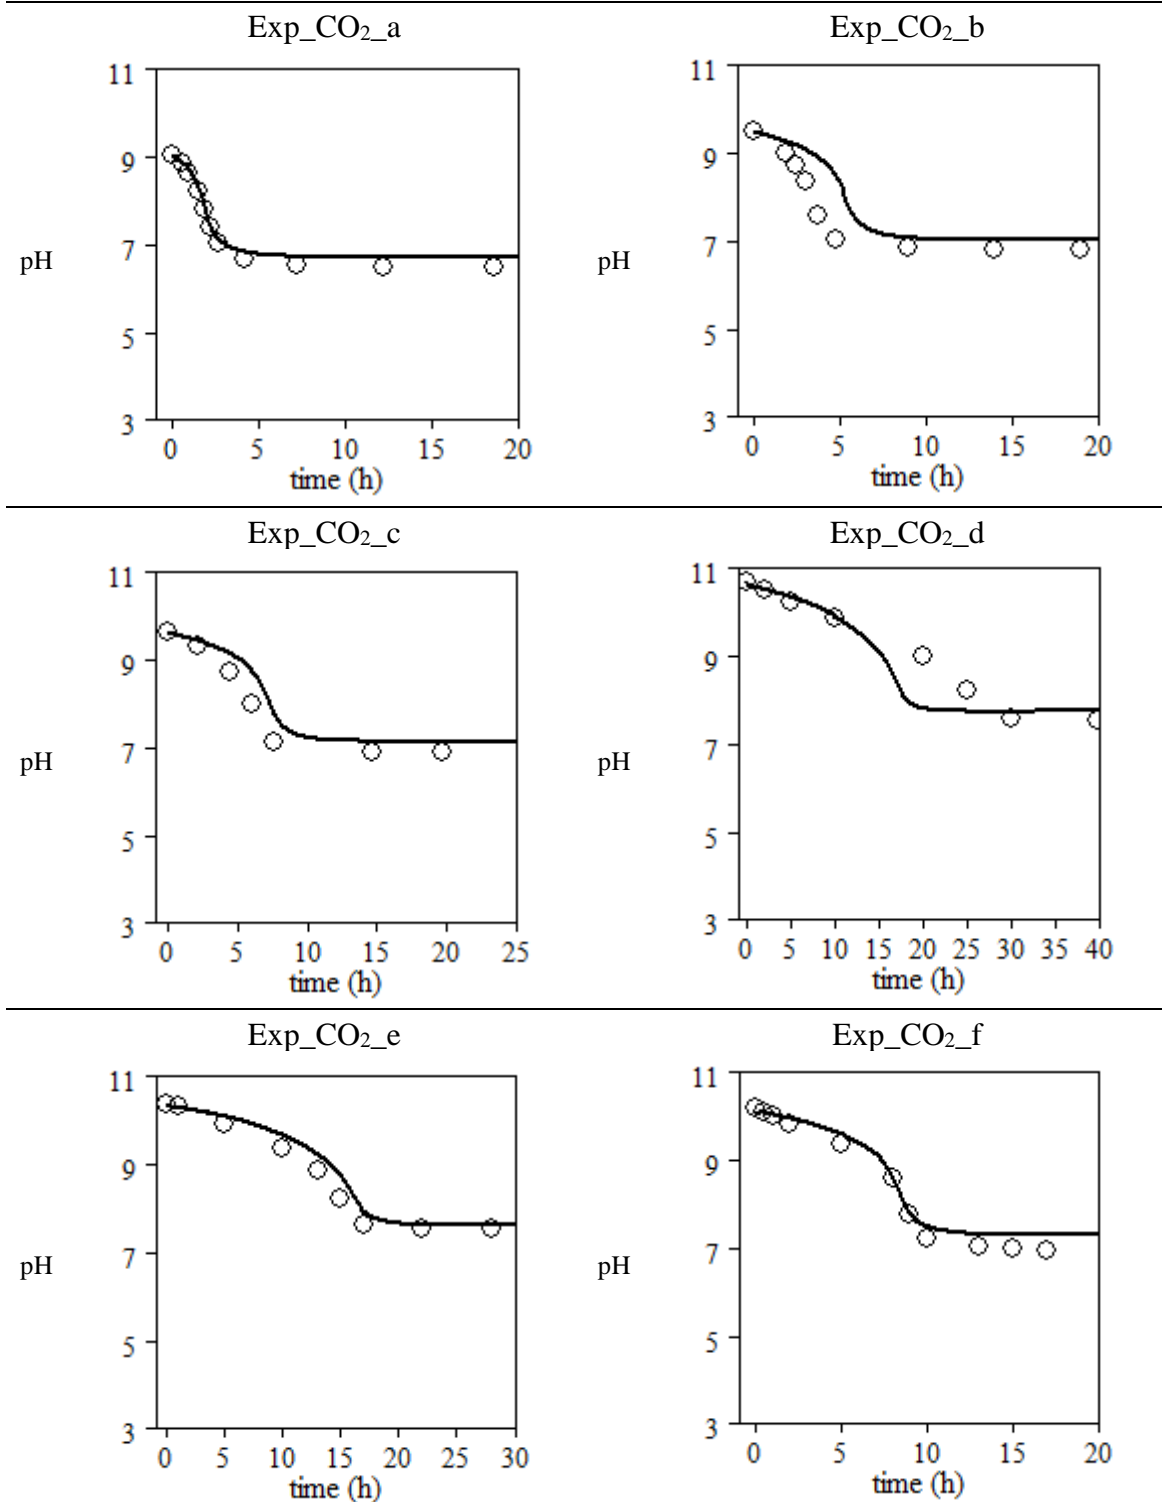 Exp_CO₂_a
Exp_CO₂_b
11
9
7
5
3
pH
0 5 10 15 20
time (h)
11
9
7
5
3
pH
0 5 10 15 20
time (h)
Exp_CO₂_c
Exp_CO₂_d
11
9
7
5
3
pH
0 5 10 15 20 25
time (h)
11
9
7
5
3
pH
0 5 10 15 20 25 30 35 40
time (h)
Exp_CO₂_e
Exp_CO₂_f
11
9
7
5
3
pH
0 5 10 15 20 25 30
time (h)
11
9
7
5
3
pH
0 5 10 15 20
time (h)